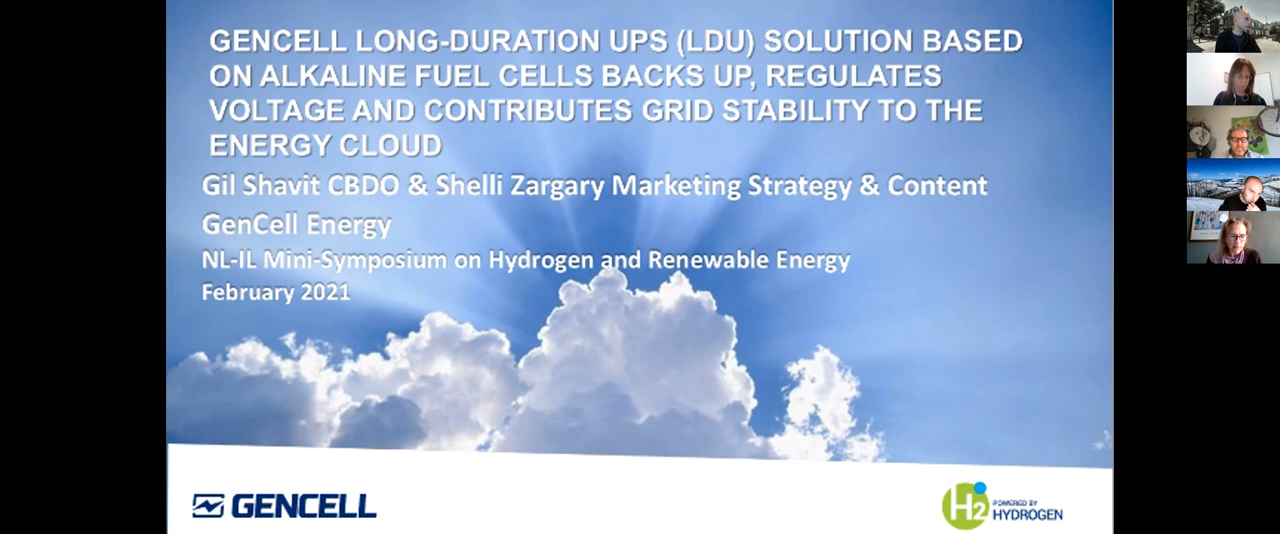 GENCELL LONG-DURATION UPS (LDU) SOLUTION BASED
ON ALKALINE FUEL CELLS BACKS UP, REGULATES
VOLTAGE AND CONTRIBUTES GRID STABILITY TO THE
ENERGY CLOUD
Gil Shavit CBDO & Shelli Zargary Marketing Strategy & Content
GenCell Energy
NL-IL Mini-Symposium on Hydrogen and Renewable Energy
February 2021
GENCELL
H2
POWERED BY
HYDROGEN